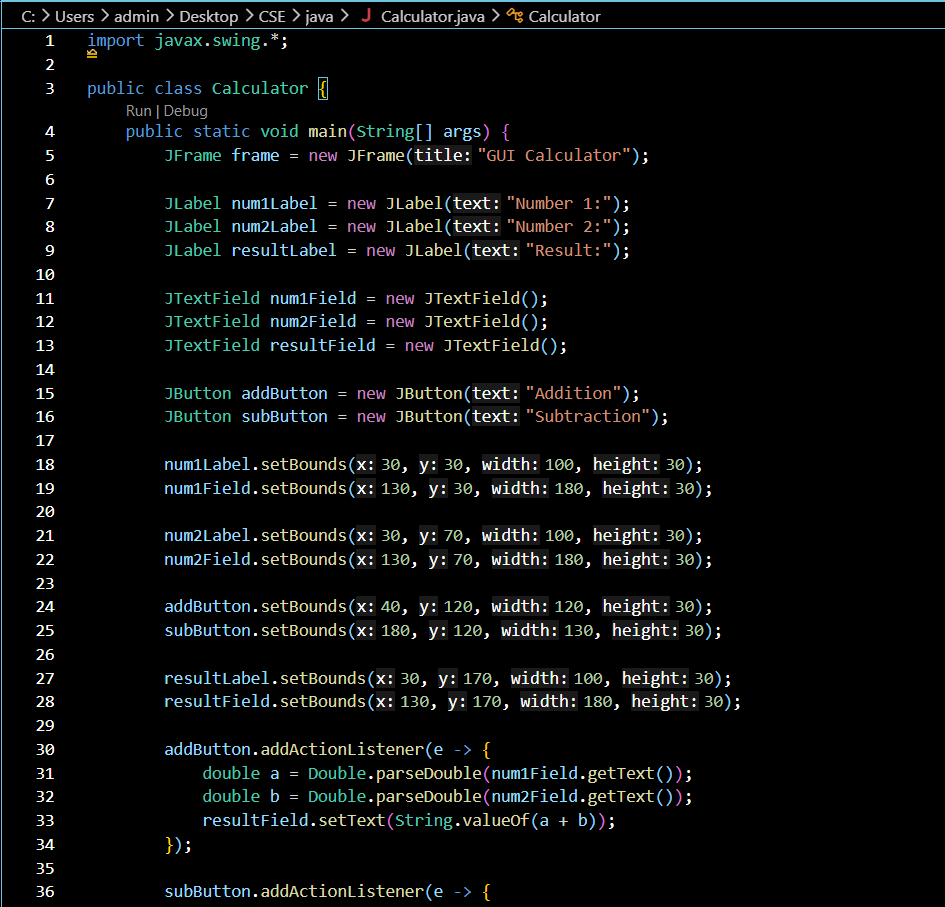 C: > Users > admin > Desktop > CSE > java > J Calculator.java > Calculator
1 import javax.swing.*;
2
3 public class Calculator {
Run | Debug
4 public static void main(String[] args) {
5 JFrame frame = new JFrame(title: "GUI Calculator");
6
7 JLabel num1Label = new JLabel(text: "Number 1:");
8 JLabel num2Label = new JLabel(text: "Number 2:");
9 JLabel resultLabel = new JLabel(text: "Result:");
10
11 JTextField num1Field = new JTextField();
12 JTextField num2Field = new JTextField();
13 JTextField resultField = new JTextField();
14
15 JButton addButton = new JButton(text: "Addition");
16 JButton subButton = new JButton(text: "Subtraction");
17
18 num1Label.setBounds(x: 30, y: 30, width: 100, height: 30);
19 num1Field.setBounds(x: 130, y: 30, width: 180, height: 30);
20
21 num2Label.setBounds(x: 30, y: 70, width: 100, height: 30);
22 num2Field.setBounds(x: 130, y: 70, width: 180, height: 30);
23
24 addButton.setBounds(x: 40, y: 120, width: 120, height: 30);
25 subButton.setBounds(x: 180, y: 120, width: 130, height: 30);
26
27 resultLabel.setBounds(x: 30, y: 170, width: 100, height: 30);
28 resultField.setBounds(x: 130, y: 170, width: 180, height: 30);
29
30 addButton.addActionListener(e -> {
31 double a = Double.parseDouble(num1Field.getText());
32 double b = Double.parseDouble(num2Field.getText());
33 resultField.setText(String.valueOf(a + b));
34 });
35
36 subButton.addActionListener(e -> {